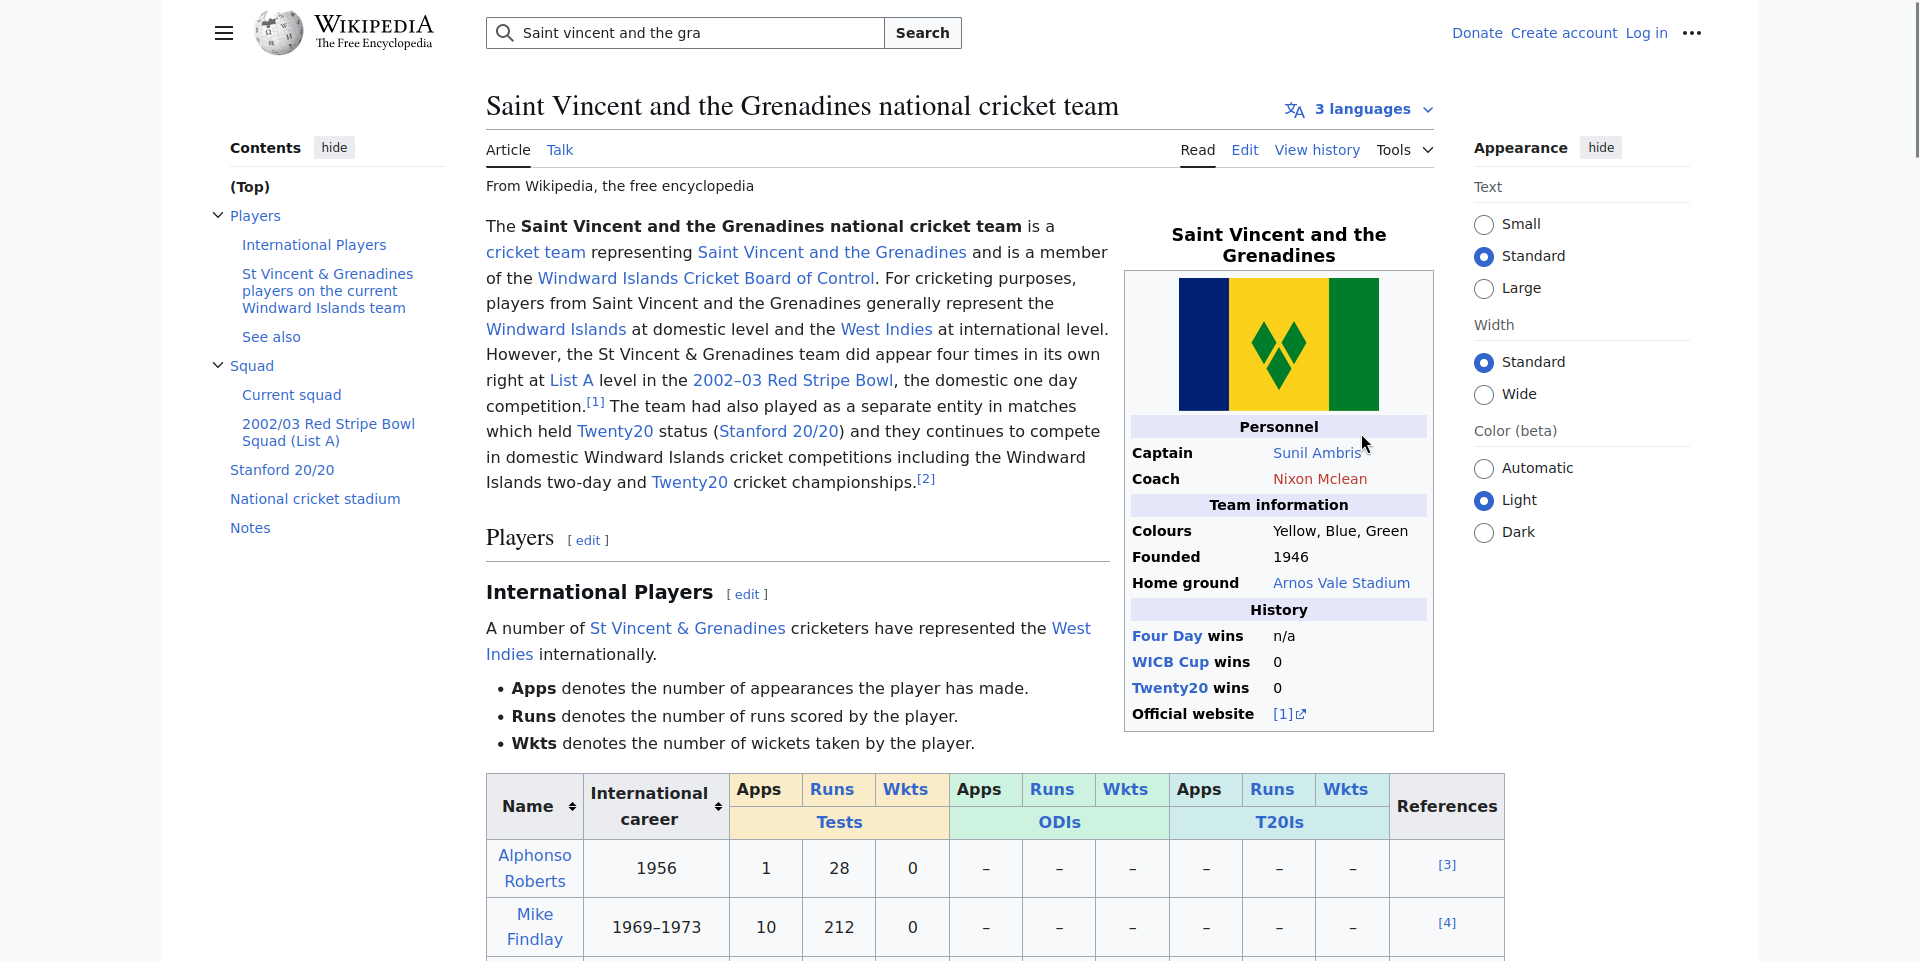 WIKIPEDIA
The Free Encyclopedia
Saint vincent and the gra
Search
Donate
Create account
Log in
Contents
hide
(Top)
Players
International Players
St Vincent & Grenadines
players on the current
Windward Islands team
See also
Squad
Current squad
2002/03 Red Stripe Bowl
Squad (List A)
Stanford 20/20
National cricket stadium
Notes
Saint Vincent and the Grenadines national cricket team
3 languages
Article
Talk
Read
Edit
View history
Tools
From Wikipedia, the free encyclopedia
The Saint Vincent and the Grenadines national cricket team is a
cricket team representing Saint Vincent and the Grenadines and is a member
of the Windward Islands Cricket Board of Control. For cricketing purposes,
players from Saint Vincent and the Grenadines generally represent the
Windward Islands at domestic level and the West Indies at international level.
However, the St Vincent & Grenadines team did appear four times in its own
right at List A level in the 2002–03 Red Stripe Bowl, the domestic one day
competition.[1] The team had also played as a separate entity in matches
which held Twenty20 status (Stanford 20/20) and they continues to compete
in domestic Windward Islands cricket competitions including the Windward
Islands two-day and Twenty20 cricket championships.[2]
Saint Vincent and the
Grenadines
Personnel
Captain Sunil Ambris
Coach Nixon Mclean
Team information
Colours Yellow, Blue, Green
Founded 1946
Home ground Arnos Vale Stadium
History
Four Day wins n/a
WICB Cup wins 0
Twenty20 wins 0
Official website [1]
Players [ edit ]
International Players [ edit ]
A number of St Vincent & Grenadines cricketers have represented the West
Indies internationally.
• Apps denotes the number of appearances the player has made.
• Runs denotes the number of runs scored by the player.
• Wkts denotes the number of wickets taken by the player.
Name
International
career
Apps Runs Wkts Apps Runs Wkts Apps Runs Wkts
References
Tests ODIs T20Is
Alphonso
Roberts
1956 1 28 0 – – – – – – [3]
Mike
Findlay
1969–1973 10 212 0 – – – – – – [4]
Appearance
hide
Text
Small
Standard
Large
Width
Standard
Wide
Color (beta)
Automatic
Light
Dark